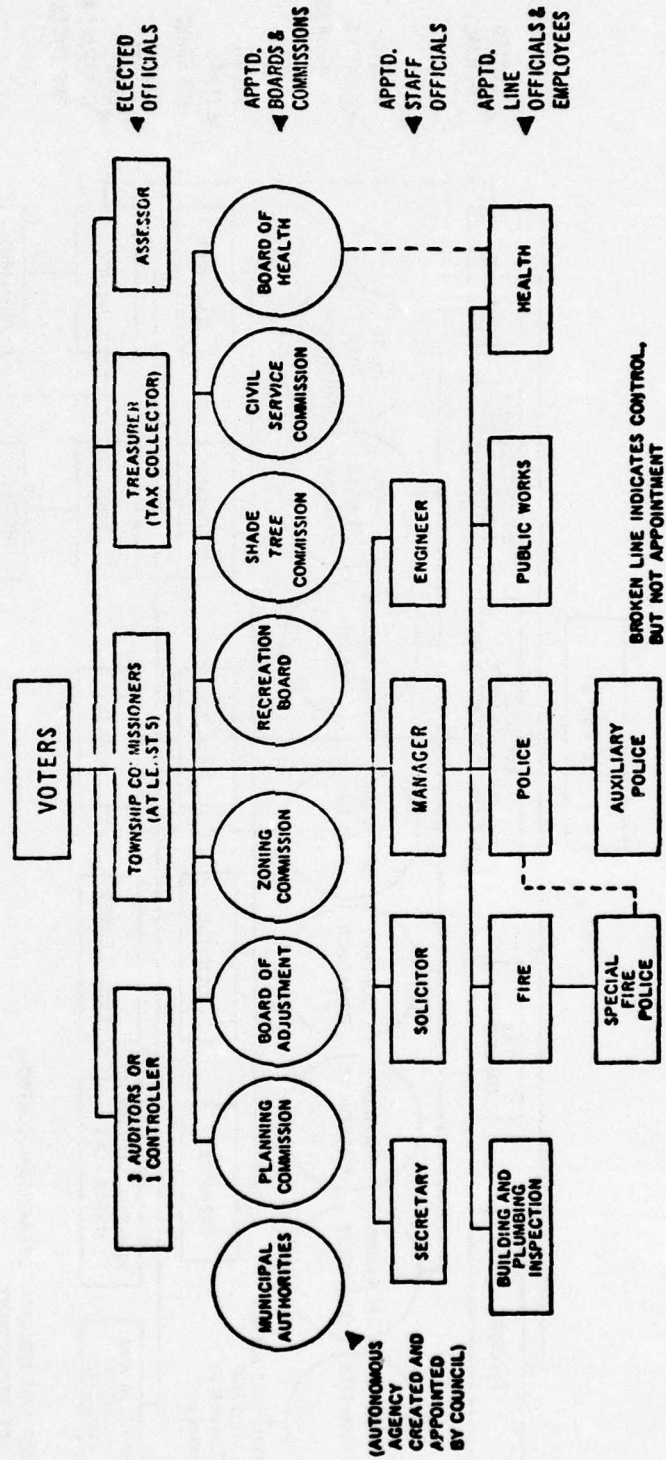 VOTERS
3 AUDITORS OR
1 CONTROLLER
TOWNSHIP CO MISSIONERS
(AT LE.ST 5)
TREASURER
(TAX COLLECTOR)
ASSESSOR
ELECTED
OFFICIALS
MUNICIPAL
AUTHORITIES
PLANNING
COMMISSION
BOARD OF
ADJUSTMENT
ZONING
COMMISSION
RECREATION
BOARD
SHADE
TREE
COMMISSION
CIVIL
SERVICE
COMMISSION
BOARD OF
HEALTH
APPTD.
BOARDS &
COMMISSIONS
(AUTONOMOUS
AGENCY
CREATED AND
APPOINTED
BY COUNCIL)
SECRETARY
SOLICITOR
MANAGER
ENGINEER
APPTD.
STAFF
OFFICIALS
BUILDING AND
PLUMBING
INSPECTION
FIRE
POLICE
PUBLIC WORKS
HEALTH
APPTD.
LINE
OFFICIALS &
EMPLOYEES
SPECIAL
FIRE
POLICE
AUXILIARY
POLICE
BROKEN LINE INDICATES CONTROL,
BUT NOT APPOINTMENT